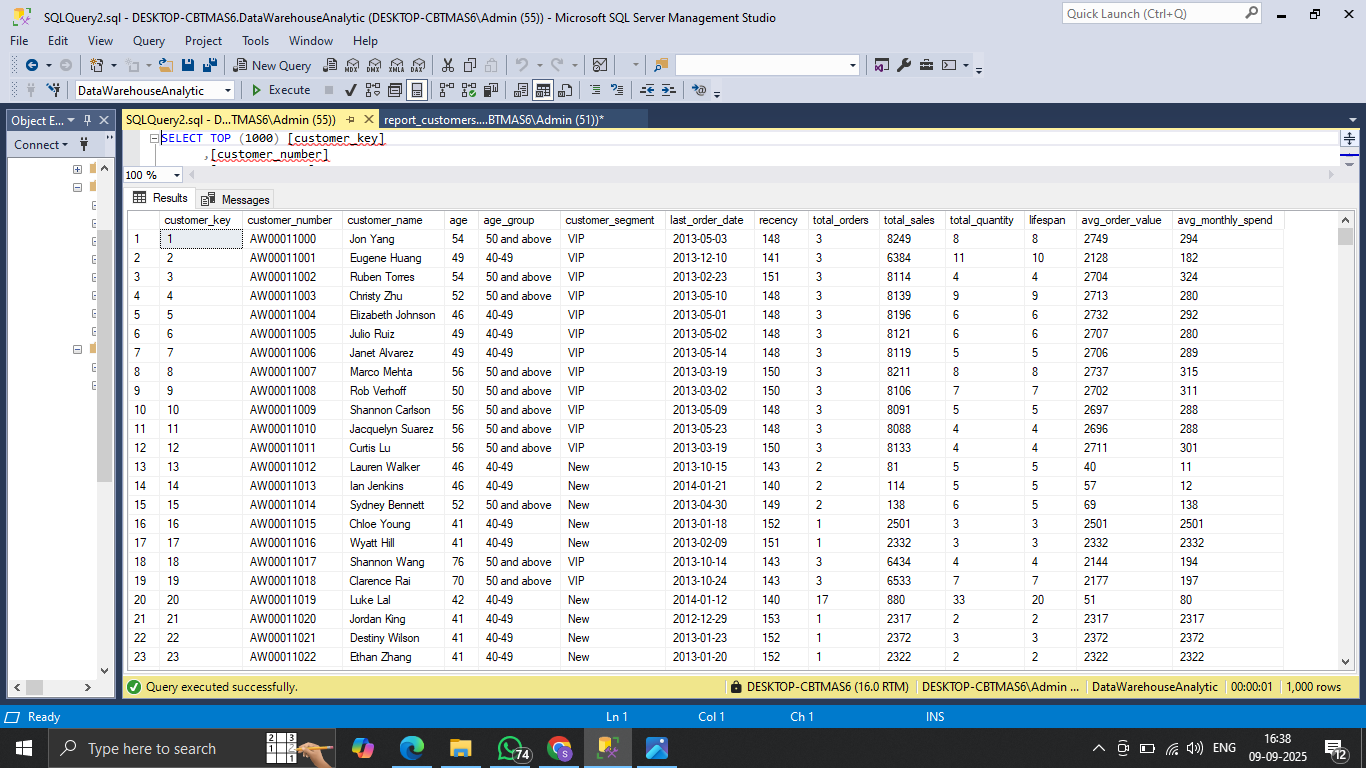 SQLQuery2.sql - DESKTOP-CBTMAS6.DataWarehouseAnalytic (DESKTOP-CBTMAS6\Admin (55)) - Microsoft SQL Server Management Studio
Quick Launch (Ctrl+Q)
File Edit View Query Project Tools Window Help
New Query MDX DMX XMLA DAX
DataWarehouseAnalytic Execute
Object E...
SQLQuery2.sql - D...TMAS6\Admin (55)) report_customers....BTMAS6\Admin (51))*
Connect
SELECT TOP (1000) [customer_key]
,[customer_number]
100 %
Results Messages
customer_key customer_number customer_name age age_group customer_segment last_order_date recency total_orders total_sales total_quantity lifespan avg_order_value avg_monthly_spend
1 1 AW00011000 Jon Yang 54 50 and above VIP 2013-05-03 148 3 8249 8 8 2749 294
2 2 AW00011001 Eugene Huang 49 40-49 VIP 2013-12-10 141 3 6384 11 10 2128 182
3 3 AW00011002 Ruben Torres 54 50 and above VIP 2013-02-23 151 3 8114 4 4 2704 324
4 4 AW00011003 Christy Zhu 52 50 and above VIP 2013-05-10 148 3 8139 9 9 2713 280
5 5 AW00011004 Elizabeth Johnson 46 40-49 VIP 2013-05-01 148 3 8196 6 6 2732 292
6 6 AW00011005 Julio Ruiz 49 40-49 VIP 2013-05-02 148 3 8121 6 6 2707 280
7 7 AW00011006 Janet Alvarez 49 40-49 VIP 2013-05-14 148 3 8119 5 5 2706 289
8 8 AW00011007 Marco Mehta 56 50 and above VIP 2013-03-19 150 3 8211 8 8 2737 315
9 9 AW00011008 Rob Verhoff 50 50 and above VIP 2013-03-02 150 3 8106 7 7 2702 311
10 10 AW00011009 Shannon Carlson 56 50 and above VIP 2013-05-09 148 3 8091 5 5 2697 288
11 11 AW00011010 Jacquelyn Suarez 56 50 and above VIP 2013-05-23 148 3 8088 4 4 2696 288
12 12 AW00011011 Curtis Lu 56 50 and above VIP 2013-03-19 150 3 8133 4 4 2711 301
13 13 AW00011012 Lauren Walker 46 40-49 New 2013-10-15 143 2 81 5 5 40 11
14 14 AW00011013 Ian Jenkins 46 40-49 New 2014-01-21 140 2 114 5 5 57 12
15 15 AW00011014 Sydney Bennett 52 50 and above New 2013-04-30 149 2 138 6 6 69 138
16 16 AW00011015 Chloe Young 41 40-49 New 2013-01-18 152 1 2501 3 3 2501 2501
17 17 AW00011016 Wyatt Hill 41 40-49 New 2013-02-09 151 1 2332 3 3 2332 2332
18 18 AW00011017 Shannon Wang 76 50 and above VIP 2013-10-14 143 3 6434 4 4 2144 194
19 19 AW00011018 Clarence Rai 70 50 and above VIP 2013-10-24 143 3 6533 7 7 2177 197
20 20 AW00011019 Luke Lal 42 40-49 New 2014-01-12 140 17 880 33 20 51 80
21 21 AW00011020 Jordan King 41 40-49 New 2012-12-29 153 1 2317 2 2 2317 2317
22 22 AW00011021 Destiny Wilson 41 40-49 New 2013-01-23 152 1 2372 3 3 2372 2372
23 23 AW00011022 Ethan Zhang 41 40-49 New 2013-01-20 152 1 2322 2 2 2322 2322
Query executed successfully. DESKTOP-CBTMAS6 (16.0 RTM) DESKTOP-CBTMAS6\Admin ... DataWarehouseAnalytic 00:00:01 1,000 rows
Ready Ln 1 Col 1 Ch 1 INS
Type here to search 74 ENG 16:38
09-09-2025 12